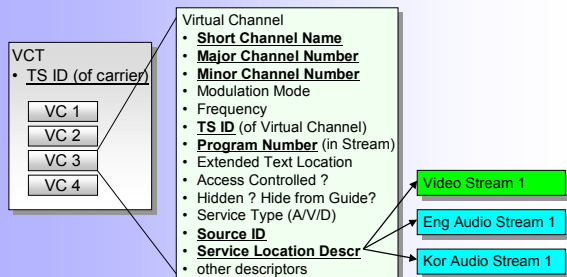 VCT
• TS ID (of carrier)
VC 1
VC 2
VC 3
VC 4
Virtual Channel
• Short Channel Name
• Major Channel Number
• Minor Channel Number
• Modulation Mode
• Frequency
• TS ID (of Virtual Channel)
• Program Number (in Stream)
• Extended Text Location
• Access Controlled ?
• Hidden ? Hide from Guide?
• Service Type (A/V/D)
• Source ID
• Service Location Descr
• other descriptors
Video Stream 1
Eng Audio Stream 1
Kor Audio Stream 1